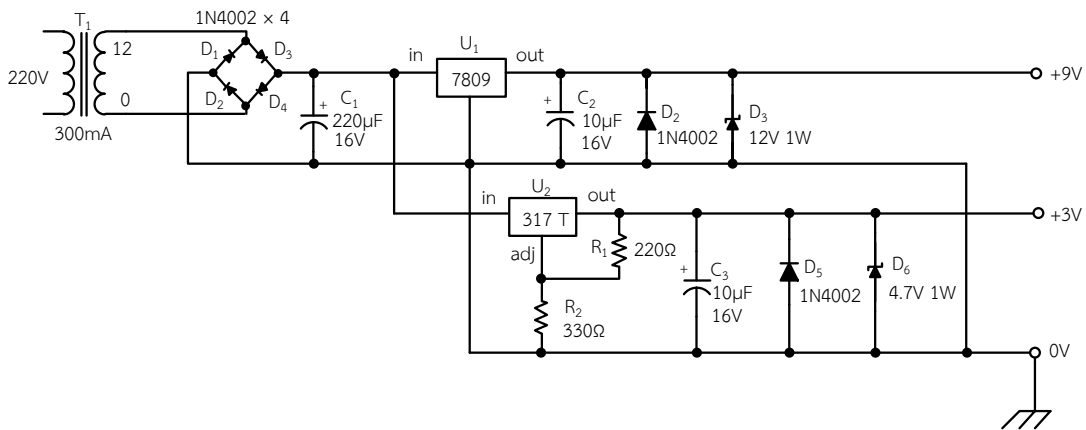 T₁
220V
12
0
300mA
1N4002 × 4
D₁
D₃
D₂
D₄
C₁
+
220µF
16V
in
U₁
7809
out
C₂
+
10µF
16V
D₂
1N4002
D₃
12V 1W
+9V
in
U₂
317 T
out
adj
R₁
220Ω
R₂
330Ω
C₃
+
10µF
16V
D₅
1N4002
D₆
4.7V 1W
+3V
0V